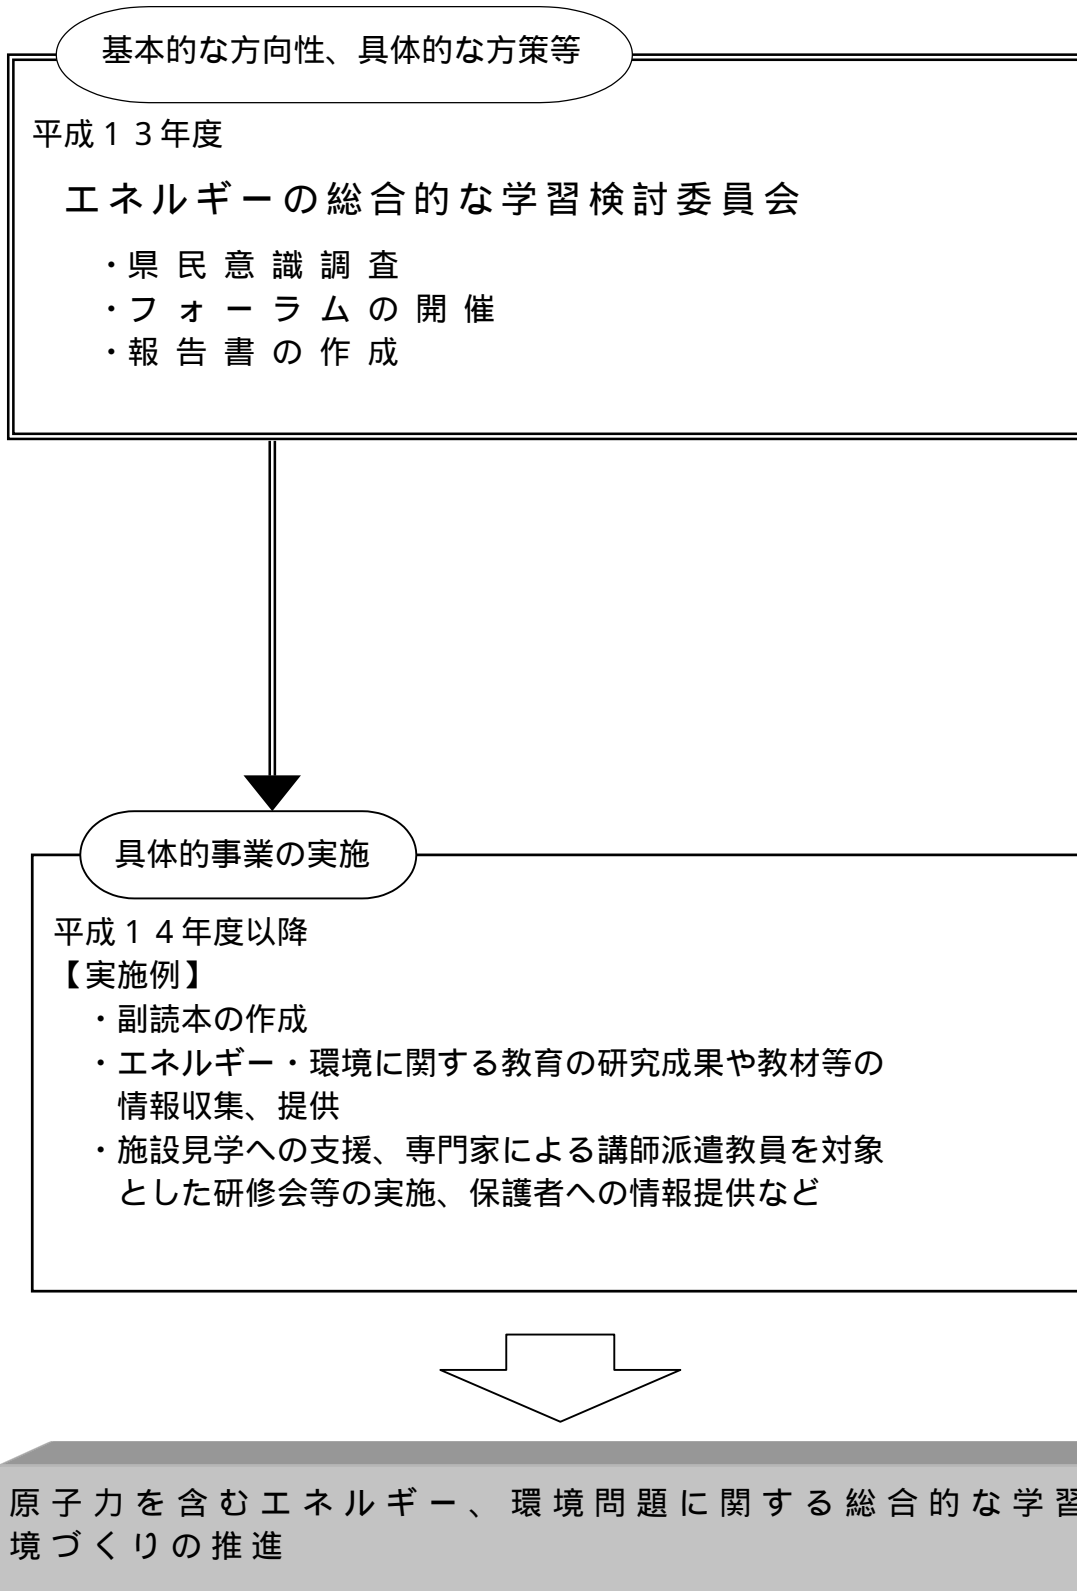 基本的な方向性、具体的な方策等
平成１３年度
エネルギーの総合的な学習検討委員会
・県民意識調査
・フォーラムの開催
・報告書の作成
具体的事業の実施
平成１４年度以降
【実施例】
・副読本の作成
・エネルギー・環境に関する教育の研究成果や教材等の
情報収集、提供
・施設見学への支援、専門家による講師派遣教員を対象
とした研修会等の実施、保護者への情報提供など
原子力を含むエネルギー、環境問題に関する総合的な学習
境づくりの推進